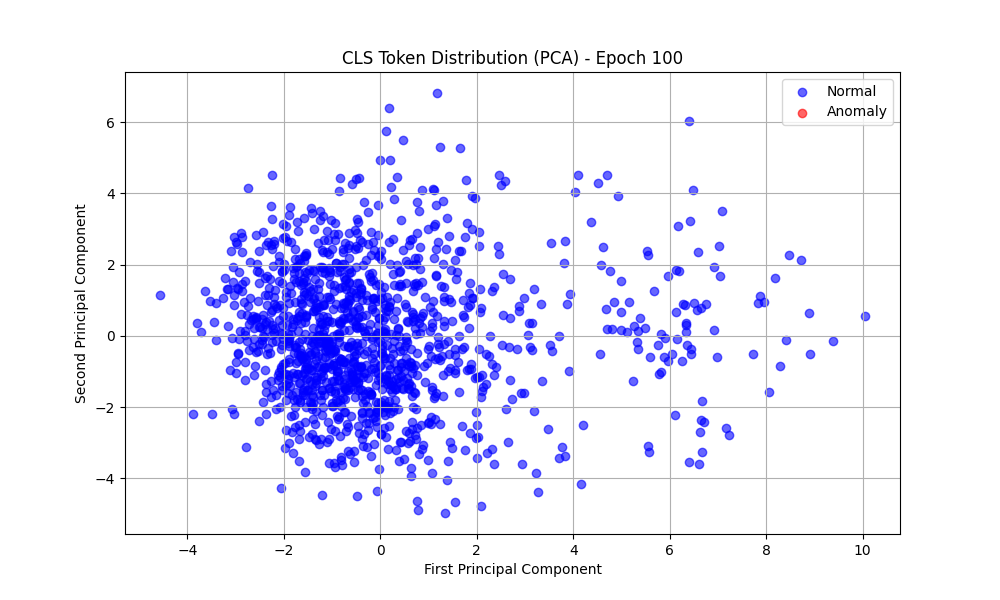 CLS Token Distribution (PCA) - Epoch 100
Normal
Anomaly
Second Principal Component
6
4
2
0
−2
−4
−4
−2
0
2
4
6
8
10
First Principal Component